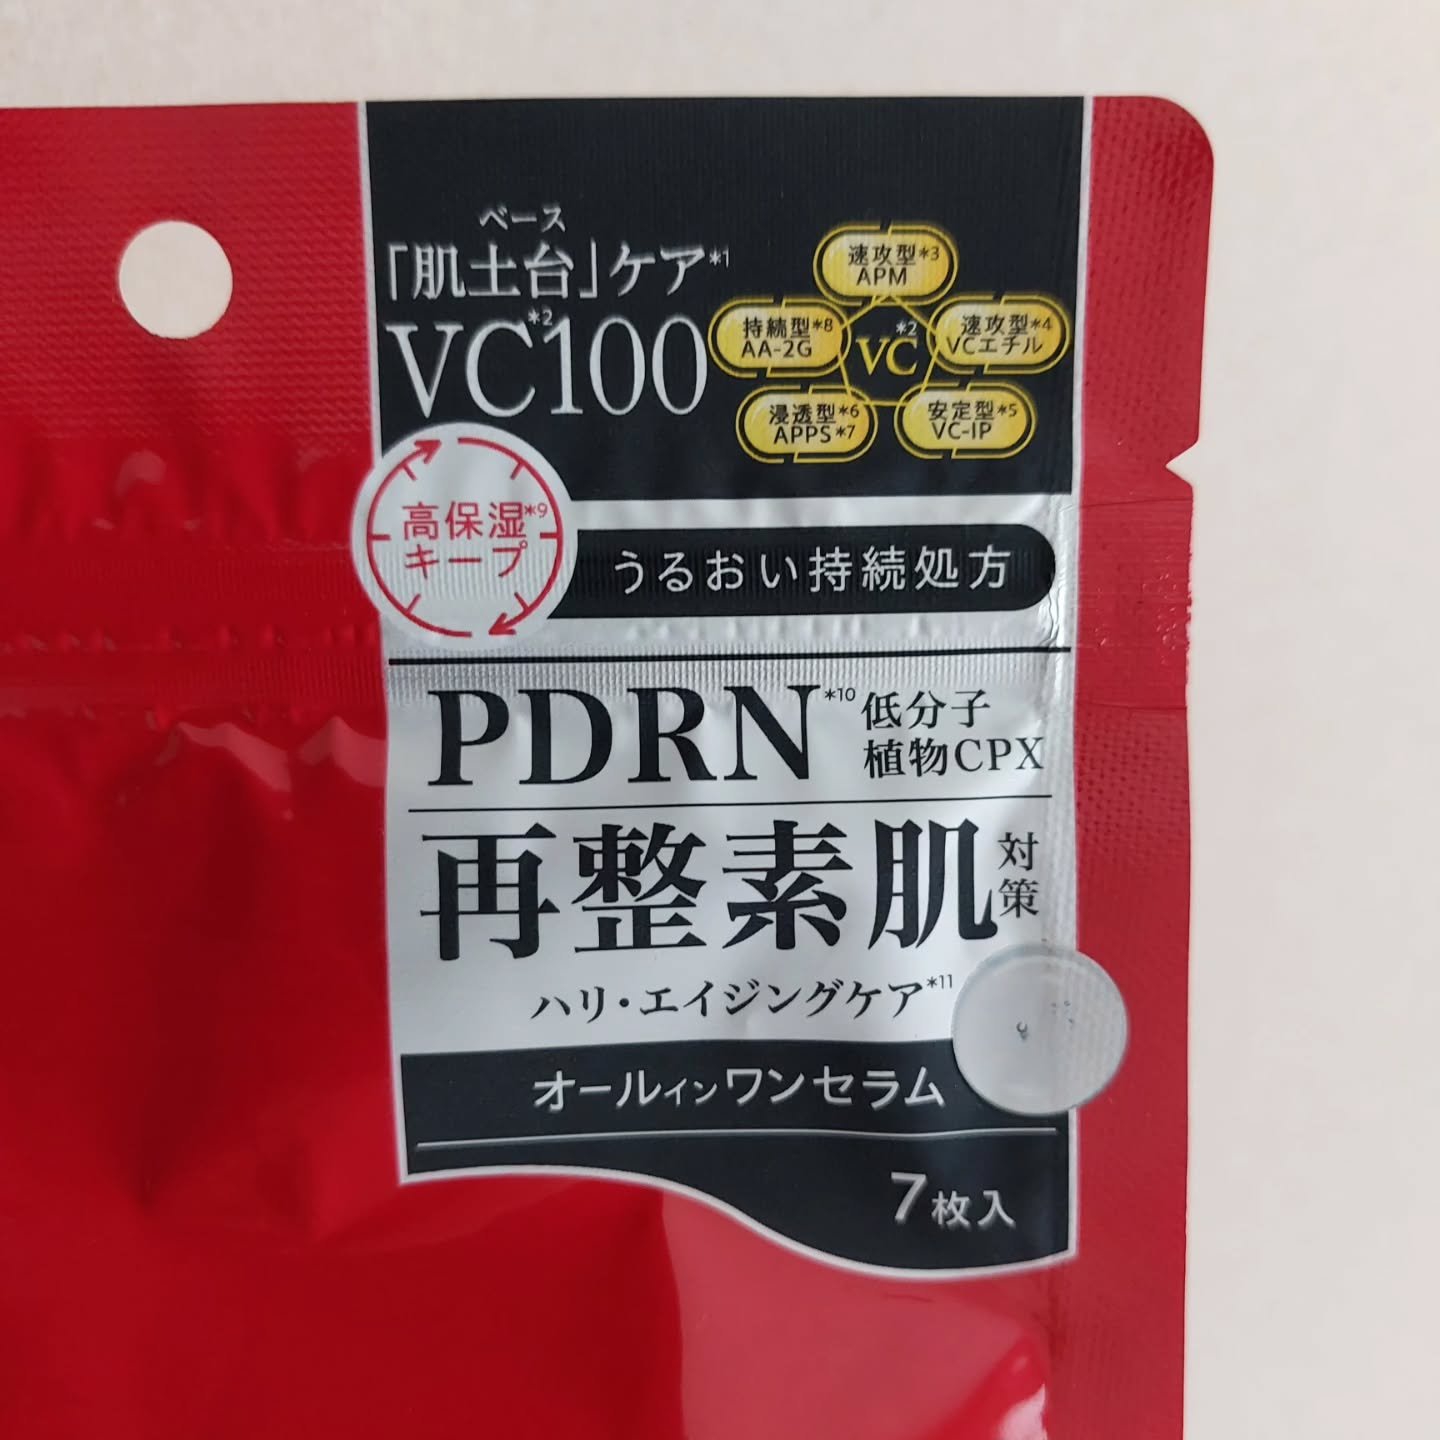 ベース
「肌土台」ケア*1
VC*2100
速攻型*3
APM
持続型*8
AA-2G
VC*2
速攻型*4
VCエチル
浸透型*6
APPS*7
安定型*5
VC-IP
高保湿*9
キープ
うるおい持続処方
PDRN*10 低分子
植物CPX
再整素肌対策
ハリ・エイジングケア*11
オールインワンセラム
7枚入